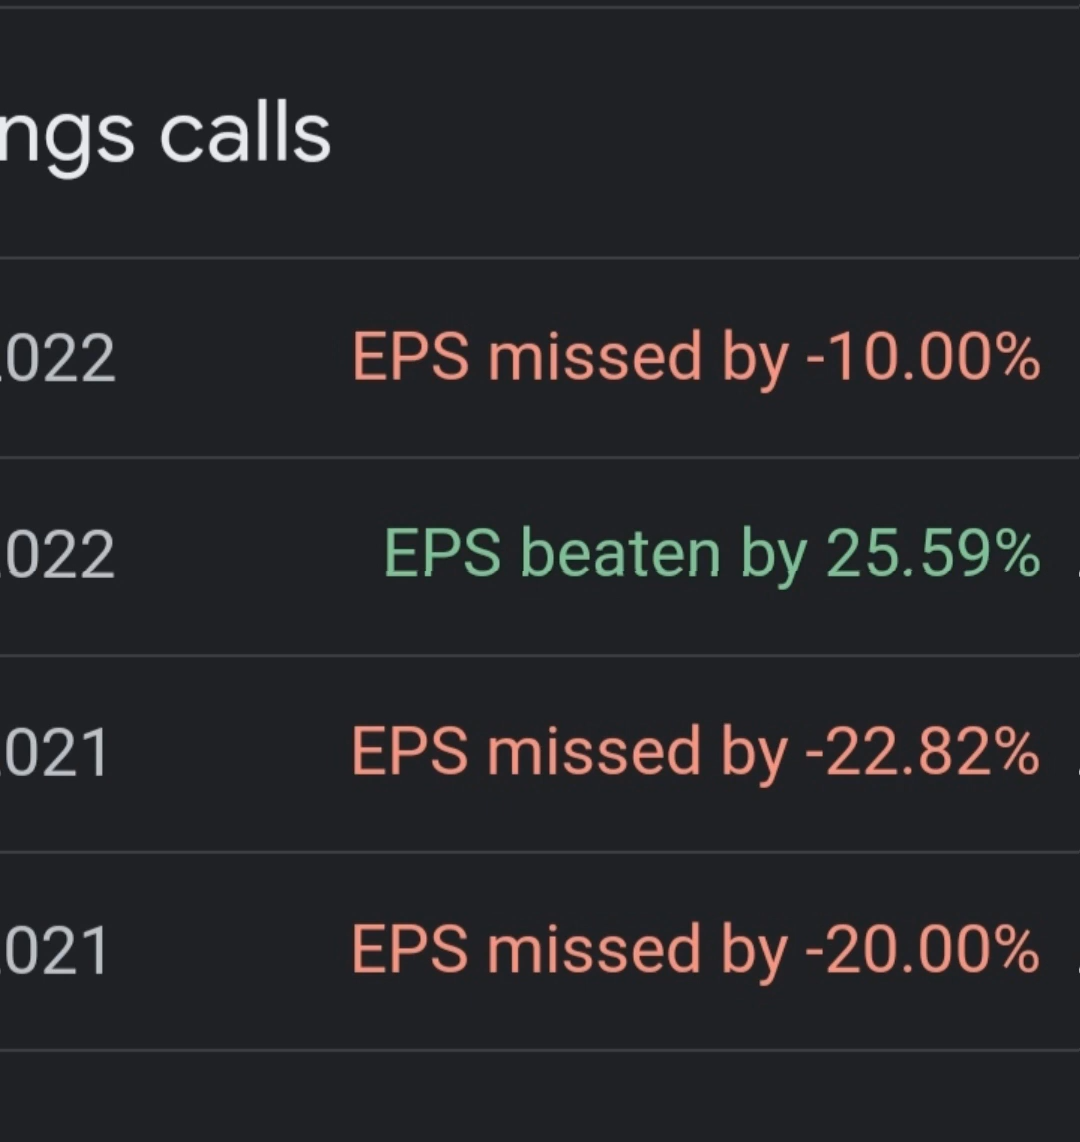 ngs calls
022 EPS missed by -10.00%
022 EPS beaten by 25.59%
021 EPS missed by -22.82%
021 EPS missed by -20.00%